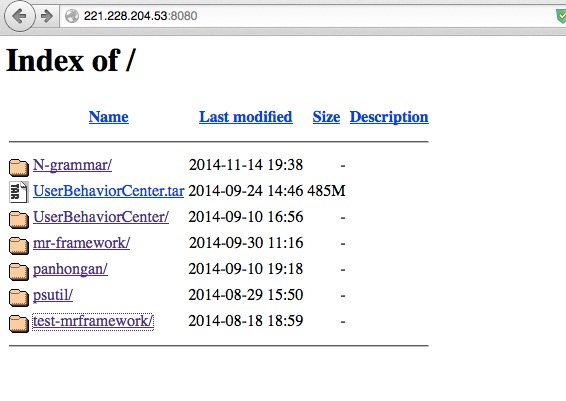 221.228.204.53:8080
Index of /
Name Last modified Size Description
N-grammar/ 2014-11-14 19:38 -
TAR UserBehaviorCenter.tar 2014-09-24 14:46 485M
UserBehaviorCenter/ 2014-09-10 16:56 -
mr-framework/ 2014-09-30 11:16 -
panhongan/ 2014-09-10 19:18 -
psutil/ 2014-08-29 15:50 -
test-mrframework/ 2014-08-18 18:59 -